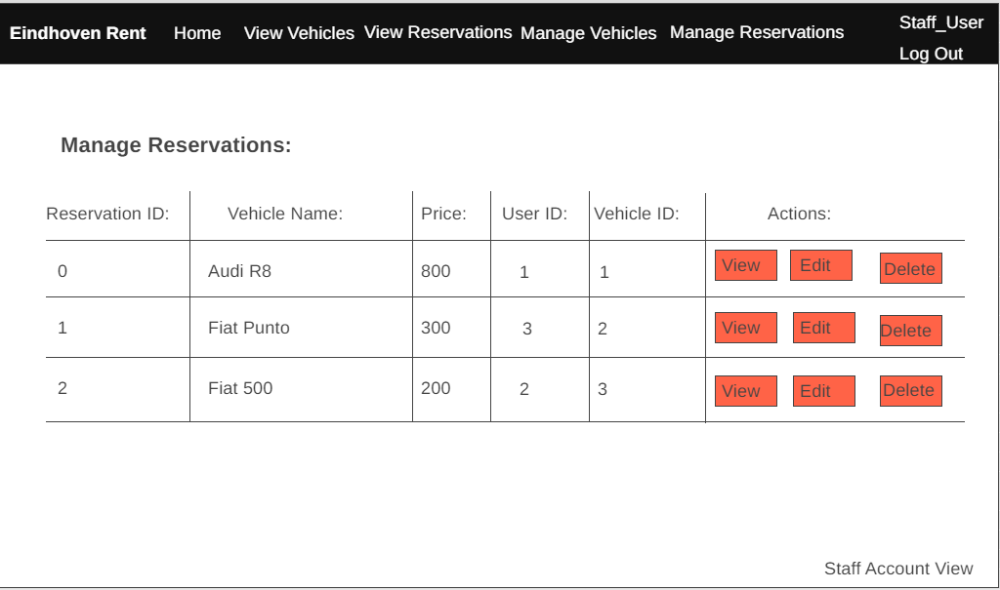 Eindhoven Rent Home View Vehicles View Reservations Manage Vehicles Manage Reservations Staff_User
Log Out
Manage Reservations:
Reservation ID: Vehicle Name: Price: User ID: Vehicle ID: Actions:
0 Audi R8 800 1 1 View Edit Delete
1 Fiat Punto 300 3 2 View Edit Delete
2 Fiat 500 200 2 3 View Edit Delete
Staff Account View